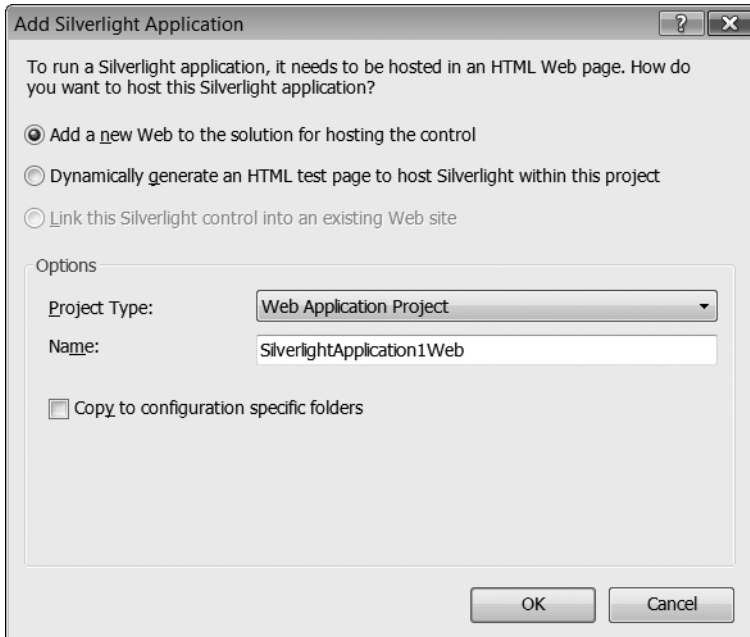 Add Silverlight Application
?
X
To run a Silverlight application, it needs to be hosted in an HTML Web page. How do
you want to host this Silverlight application?
Add a new Web to the solution for hosting the control
Dynamically generate an HTML test page to host Silverlight within this project
Link this Silverlight control into an existing Web site
Options
Project Type:
Web Application Project
Name:
SilverlightApplication1Web
Copy to configuration specific folders
OK
Cancel